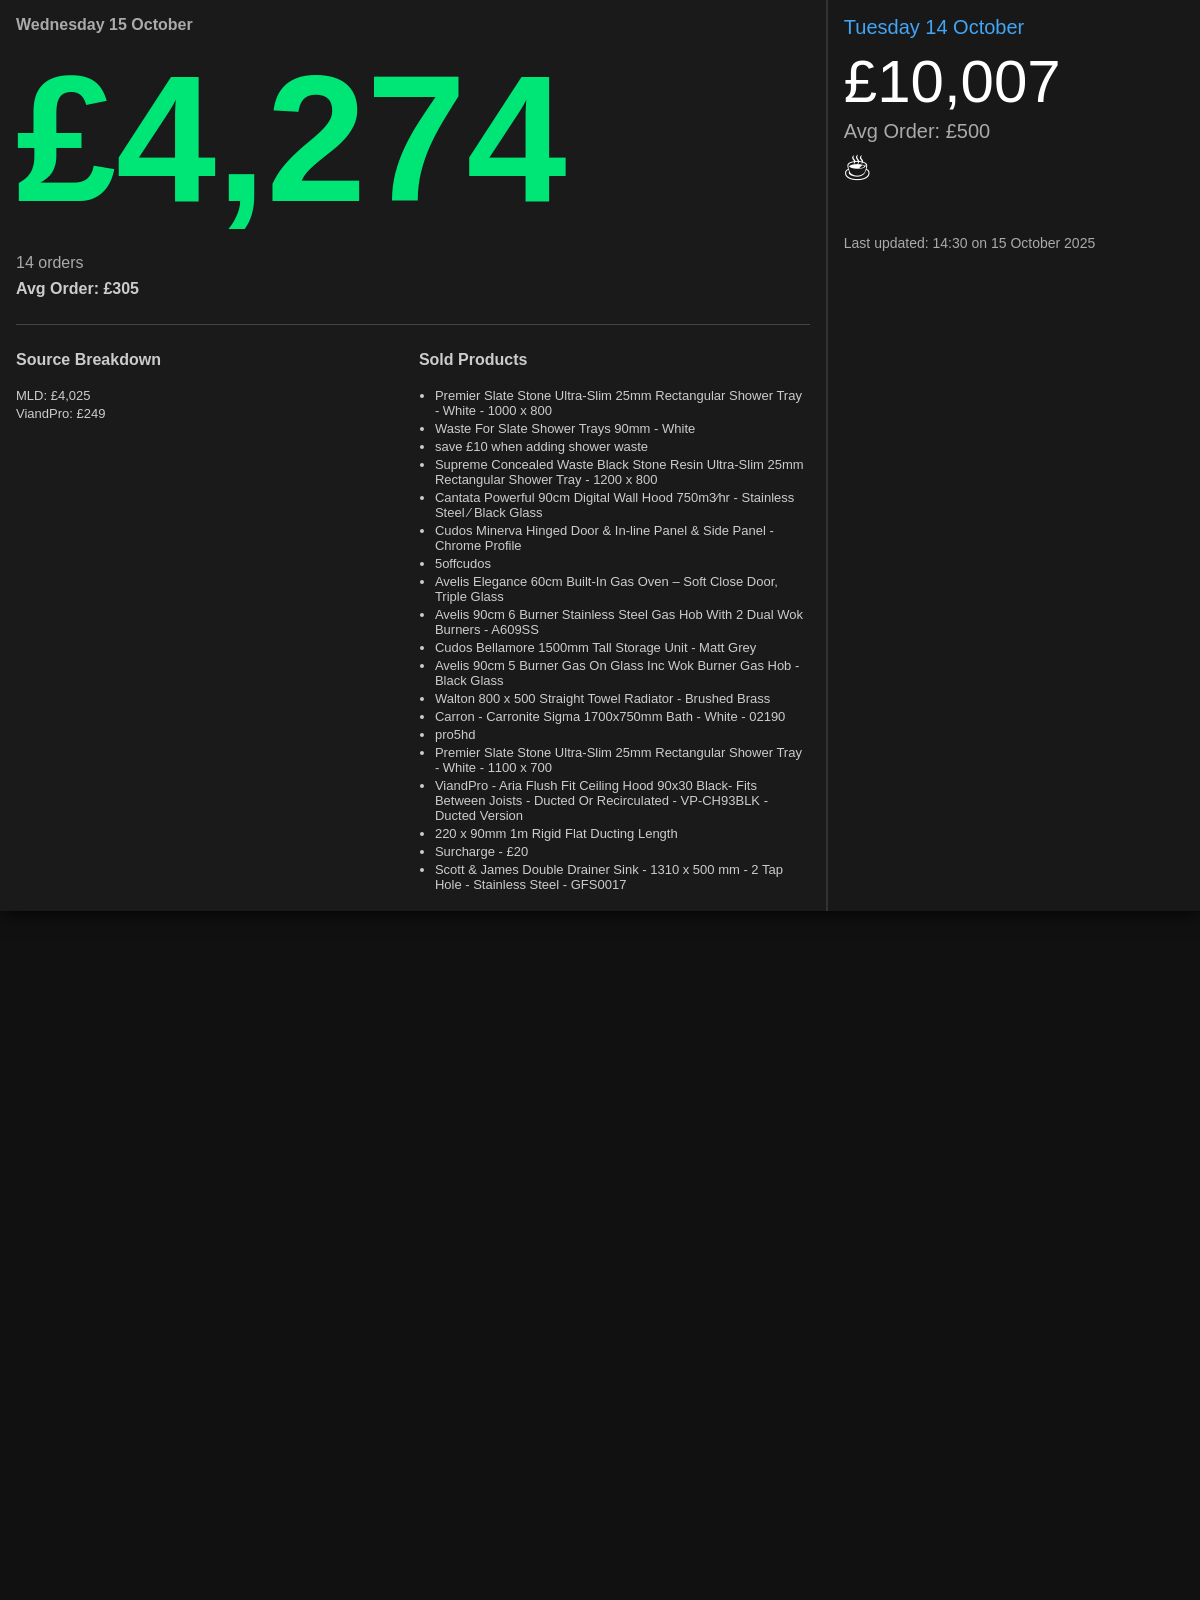 Wednesday 15 October
£4,274
14 orders
Avg Order: £305
Source Breakdown
MLD: £4,025
ViandPro: £249
Sold Products
• Premier Slate Stone Ultra-Slim 25mm Rectangular Shower Tray
- White - 1000 x 800
• Waste For Slate Shower Trays 90mm - White
• save £10 when adding shower waste
• Supreme Concealed Waste Black Stone Resin Ultra-Slim 25mm
Rectangular Shower Tray - 1200 x 800
• Cantata Powerful 90cm Digital Wall Hood 750m3⁄hr - Stainless
Steel ⁄ Black Glass
• Cudos Minerva Hinged Door & In-line Panel & Side Panel -
Chrome Profile
• 5offcudos
• Avelis Elegance 60cm Built-In Gas Oven – Soft Close Door,
Triple Glass
• Avelis 90cm 6 Burner Stainless Steel Gas Hob With 2 Dual Wok
Burners - A609SS
• Cudos Bellamore 1500mm Tall Storage Unit - Matt Grey
• Avelis 90cm 5 Burner Gas On Glass Inc Wok Burner Gas Hob -
Black Glass
• Walton 800 x 500 Straight Towel Radiator - Brushed Brass
• Carron - Carronite Sigma 1700x750mm Bath - White - 02190
• pro5hd
• Premier Slate Stone Ultra-Slim 25mm Rectangular Shower Tray
- White - 1100 x 700
• ViandPro - Aria Flush Fit Ceiling Hood 90x30 Black- Fits
Between Joists - Ducted Or Recirculated - VP-CH93BLK -
Ducted Version
• 220 x 90mm 1m Rigid Flat Ducting Length
• Surcharge - £20
• Scott & James Double Drainer Sink - 1310 x 500 mm - 2 Tap
Hole - Stainless Steel - GFS0017
Tuesday 14 October
£10,007
Avg Order: £500
☕
Last updated: 14:30 on 15 October 2025